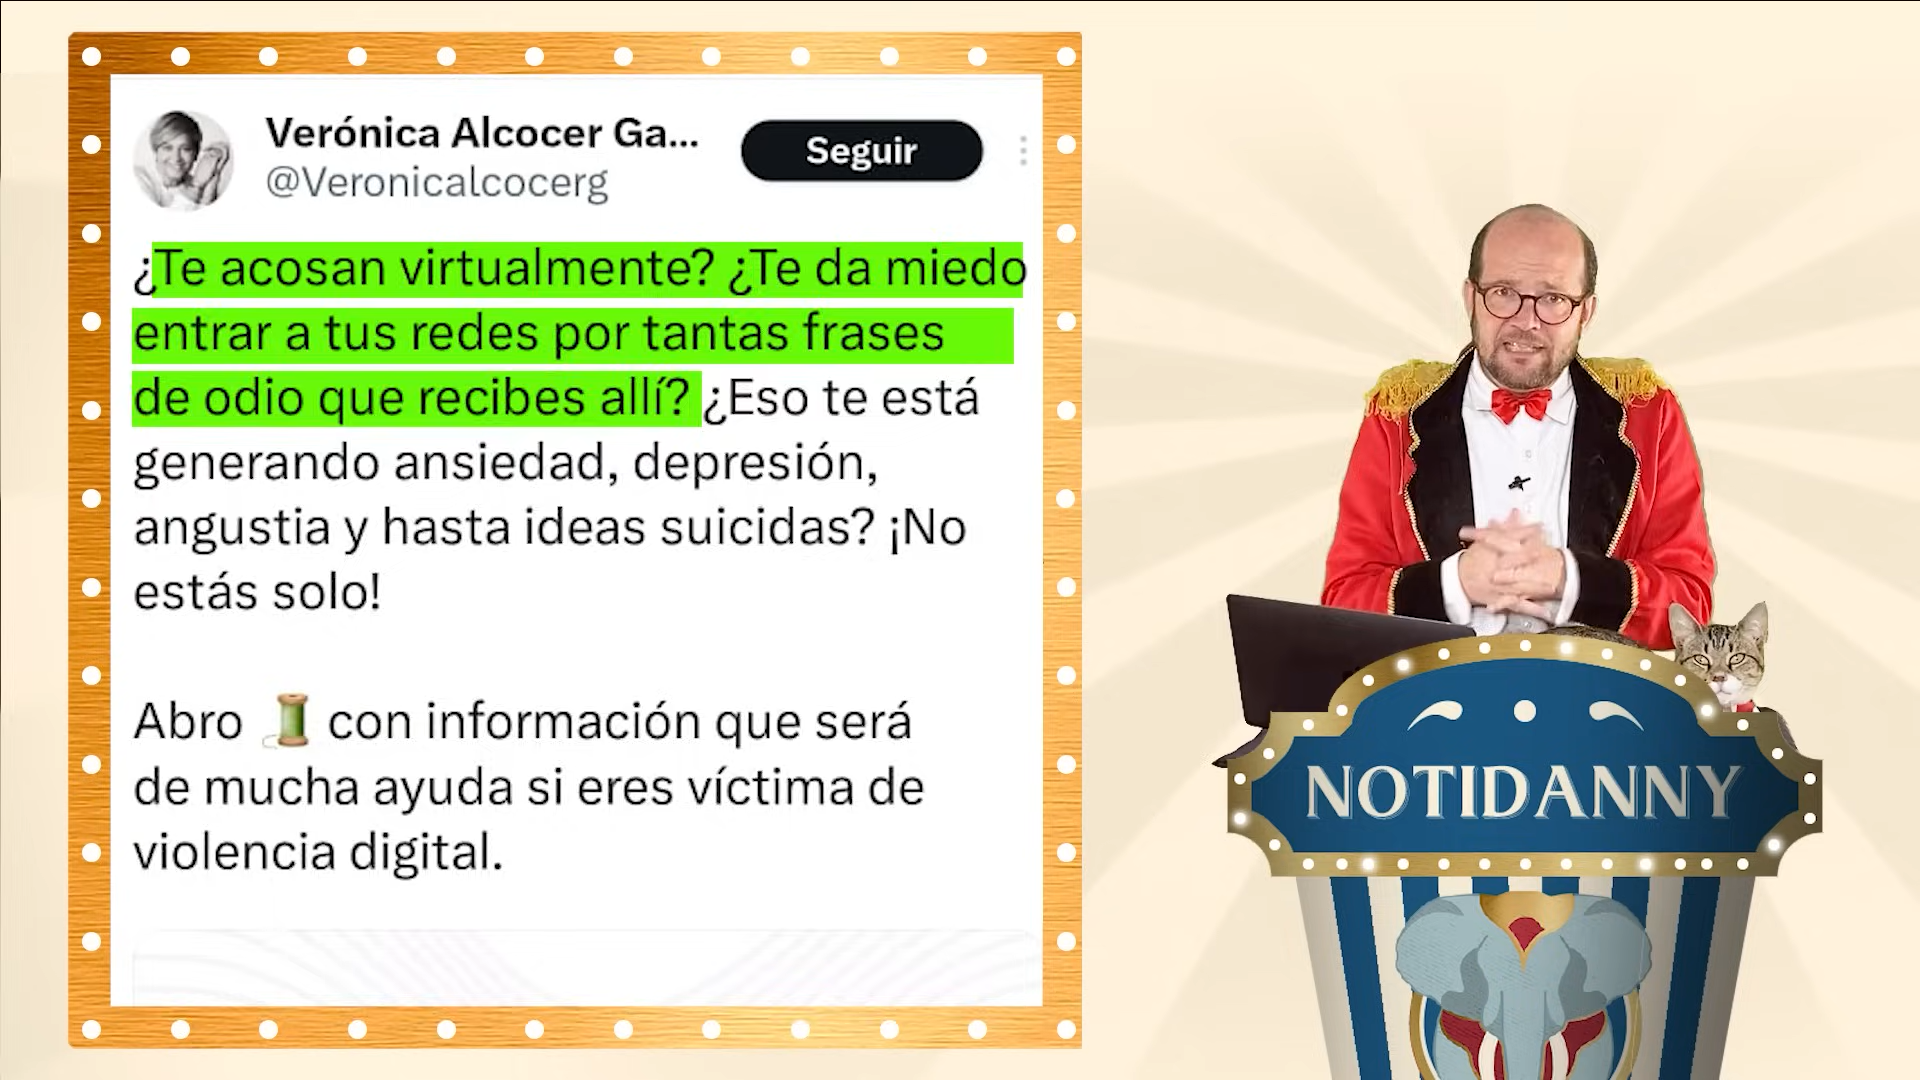 Verónica Alcocer Ga...
@Veronicalcocerg
Seguir
¿Te acosan virtualmente? ¿Te da miedo
entrar a tus redes por tantas frases
de odio que recibes allí? ¿Eso te está
generando ansiedad, depresión,
angustia y hasta ideas suicidas? ¡No
estás solo!
Abro 🧵 con información que será
de mucha ayuda si eres víctima de
violencia digital.
NOTIDANNY